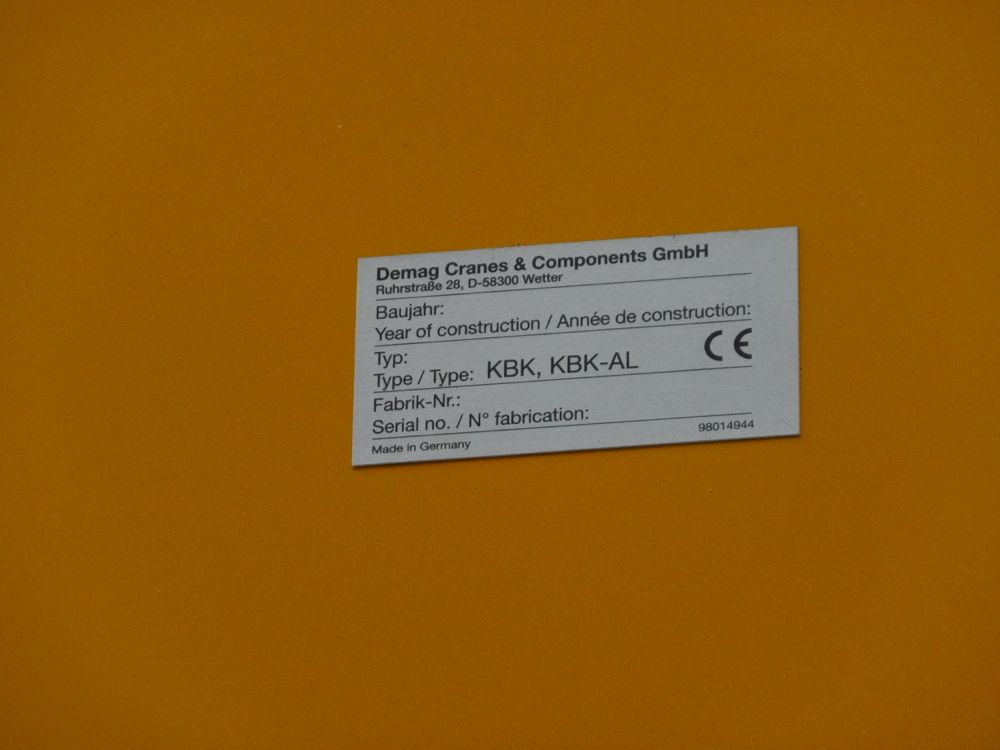 Demag Cranes & Components GmbH
Ruhrstraße 28, D-58300 Wetter
Baujahr:
Year of construction / Année de construction:
Typ:
Type / Type: KBK, KBK-AL CE
Fabrik-Nr.:
Serial no. / N° fabrication:
Made in Germany 98014944